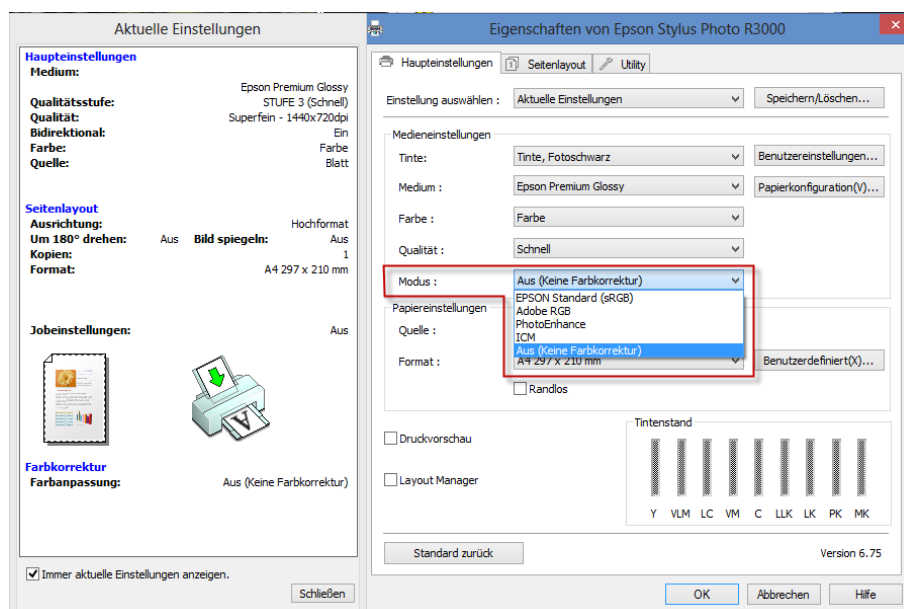 Aktuelle Einstellungen
Haupteinstellungen
Medium:
Epson Premium Glossy
Qualitätsstufe: STUFE 3 (Schnell)
Qualität: Superfein - 1440x720dpi
Bidirektional: Ein
Farbe: Farbe
Quelle: Blatt
Seitenlayout
Ausrichtung: Hochformat
Um 180° drehen: Aus Bild spiegeln: Aus
Kopien: 1
Format: A4 297 x 210 mm
Jobeinstellungen: Aus
Farbkorrektur
Farbanpassung: Aus (Keine Farbkorrektur)
Immer aktuelle Einstellungen anzeigen.
Schließen
Eigenschaften von Epson Stylus Photo R3000
Haupteinstellungen Seitenlayout Utility
Einstellung auswählen : Aktuelle Einstellungen Speichern/Löschen...
Medieneinstellungen
Tinte: Tinte, Fotoschwarz Benutzereinstellungen...
Medium : Epson Premium Glossy Papierkonfiguration(V)...
Farbe : Farbe
Qualität : Schnell
Modus : Aus (Keine Farbkorrektur)
EPSON Standard (sRGB)
Adobe RGB
PhotoEnhance
ICM
Aus (Keine Farbkorrektur)
Papiereinstellungen
Quelle :
Format : A4 297 x 210 mm Benutzerdefiniert(X)...
Randlos
Druckvorschau
Layout Manager
Tintenstand
Y VLM LC VM C LLK LK PK MK
Standard zurück Version 6.75
OK Abbrechen Hilfe